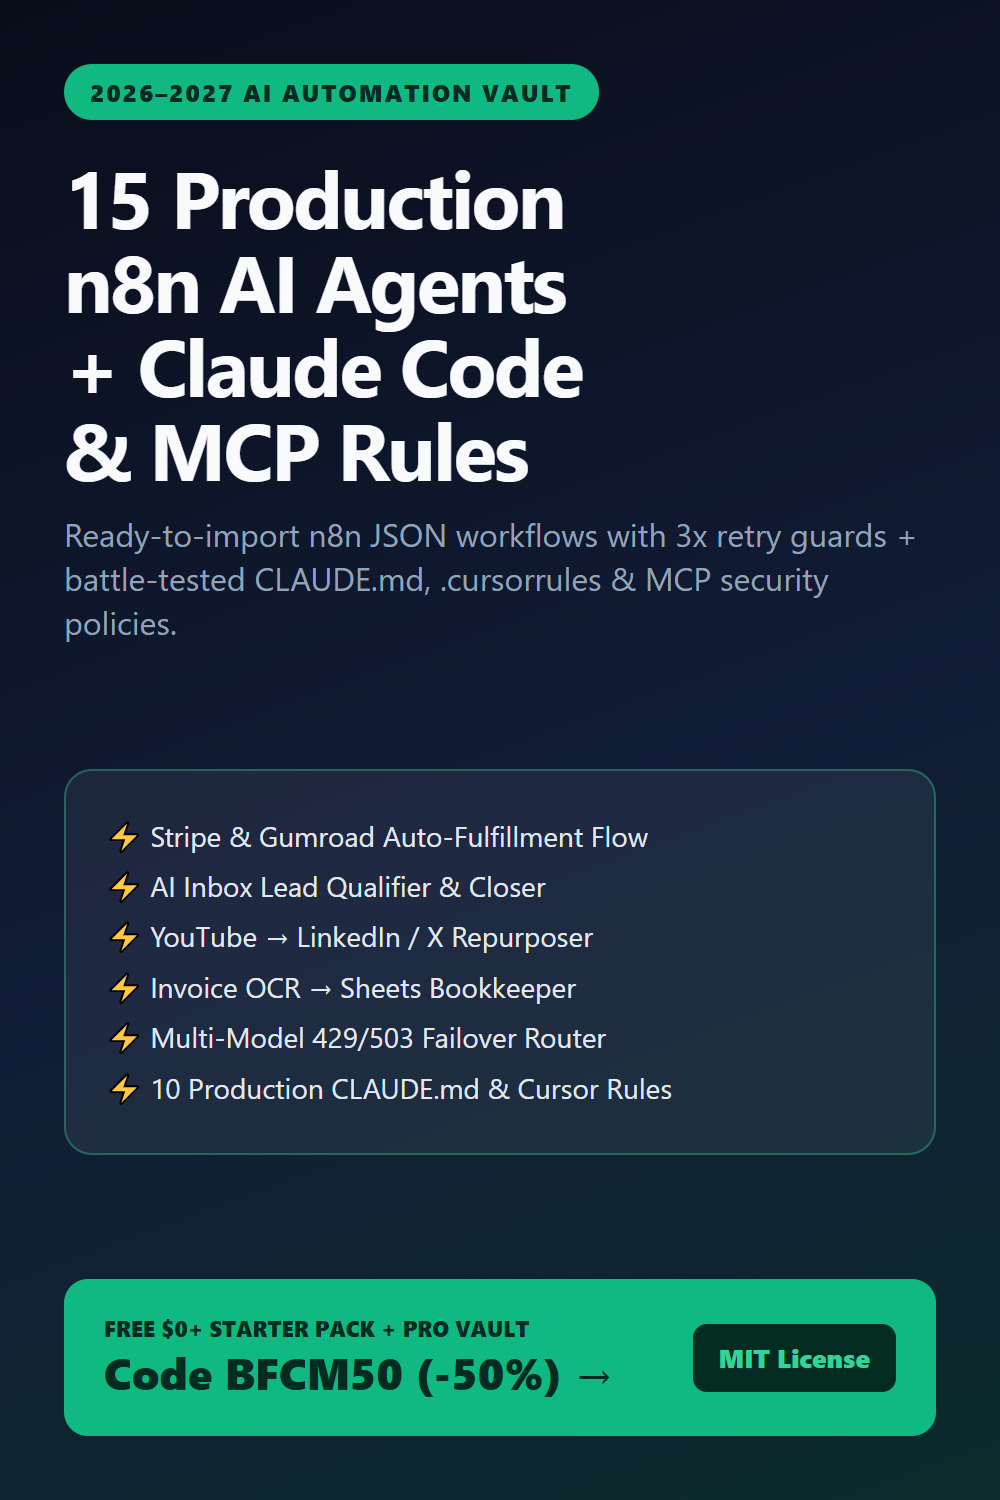 2026–2027 AI AUTOMATION VAULT
15 Production
n8n AI Agents
+ Claude Code
& MCP Rules
Ready-to-import n8n JSON workflows with 3x retry guards +
battle-tested CLAUDE.md, .cursorrules & MCP security
policies.
⚡ Stripe & Gumroad Auto-Fulfillment Flow
⚡ AI Inbox Lead Qualifier & Closer
⚡ YouTube → LinkedIn / X Repurposer
⚡ Invoice OCR → Sheets Bookkeeper
⚡ Multi-Model 429/503 Failover Router
⚡ 10 Production CLAUDE.md & Cursor Rules
FREE $0+ STARTER PACK + PRO VAULT
Code BFCM50 (-50%) →
MIT License